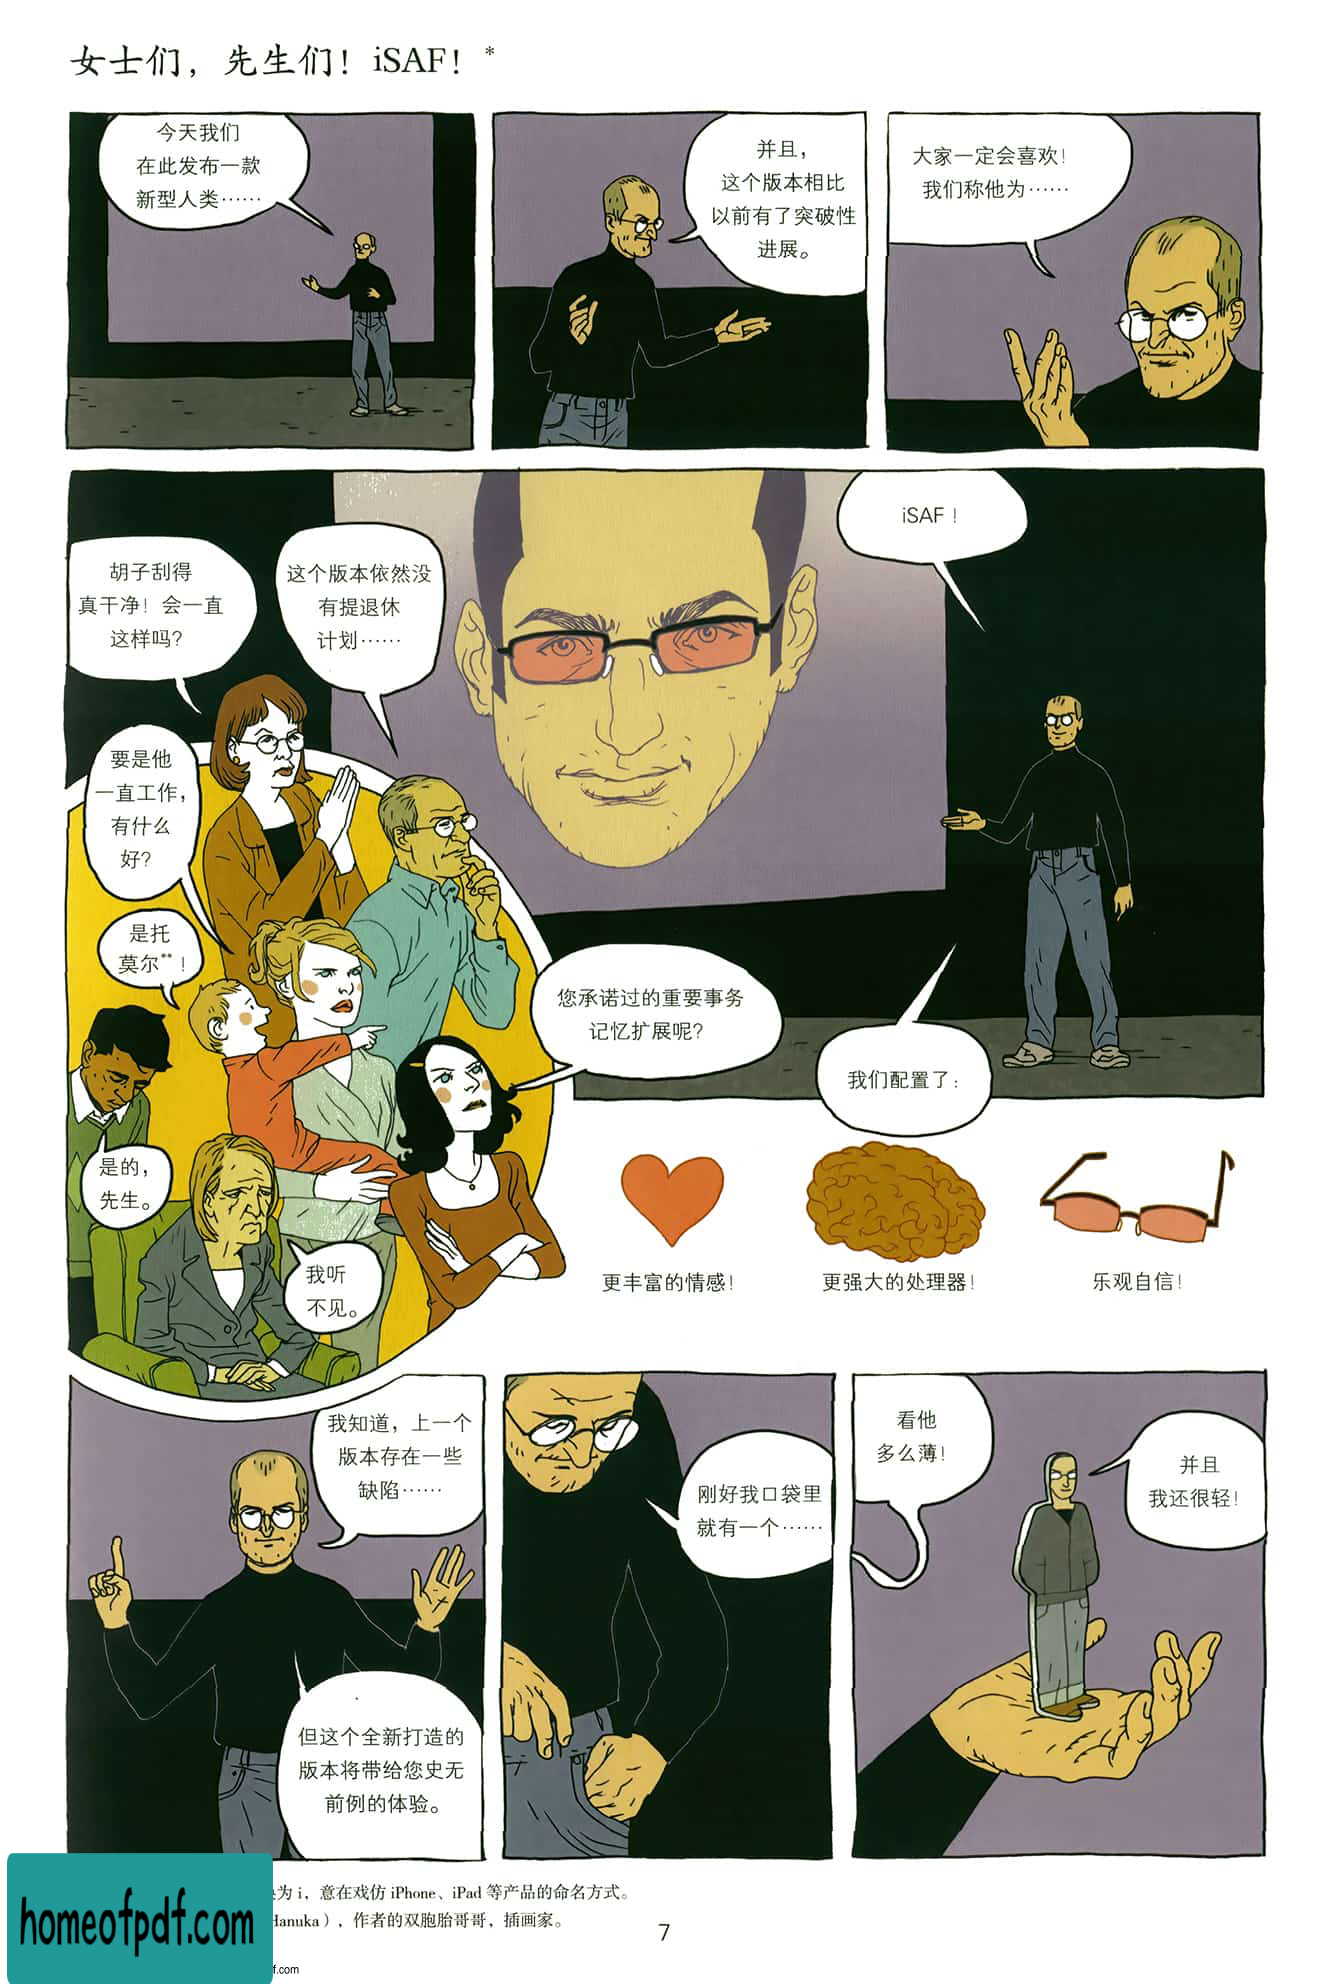 女士们，先生们！iSAF！*
今天我们
在此发布一款
新型人类……
并且，
这个版本相比
以前有了突破性
进展。
大家一定会喜欢！
我们称他为……
iSAF！
胡子刮得
真干净！会一直
这样吗？
这个版本依然没
有提退休
计划……
要是他
一直工作，
有什么
好？
是托
莫尔**！
您承诺过的重要事务
记忆扩展呢？
是的，
先生。
我听
不见。
我们配置了：
更丰富的情感！
更强大的处理器！
乐观自信！
我知道，上一个
版本存在一些
缺陷……
但这个全新打造的
版本将带给您史无
前例的体验。
刚好我口袋里
就有一个……
看他
多么薄！
并且
我还很轻！
为 i，意在戏仿 iPhone、iPad 等产品的命名方式。
Hanuka），作者的双胞胎哥哥，插画家。
7
homeofpdf.com
f.com